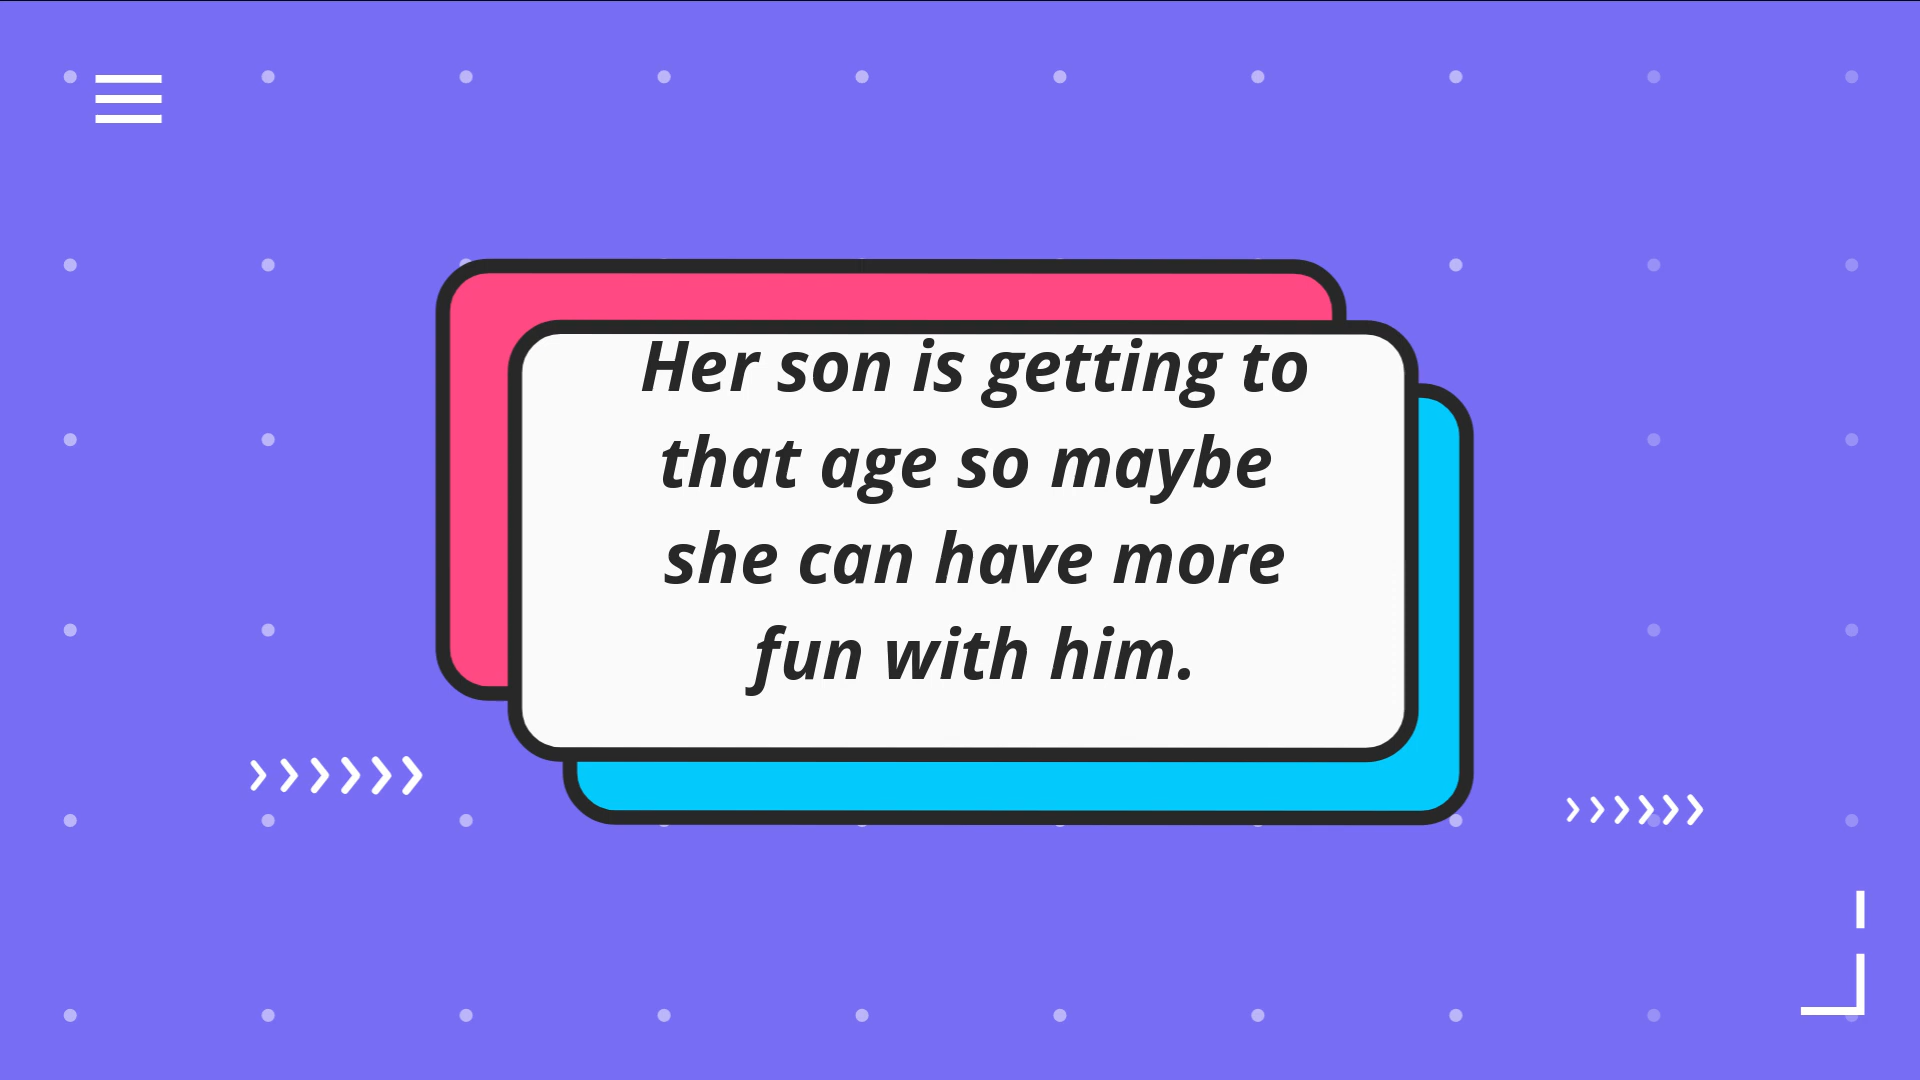 Her son is getting to
that age so maybe
she can have more
fun with him.